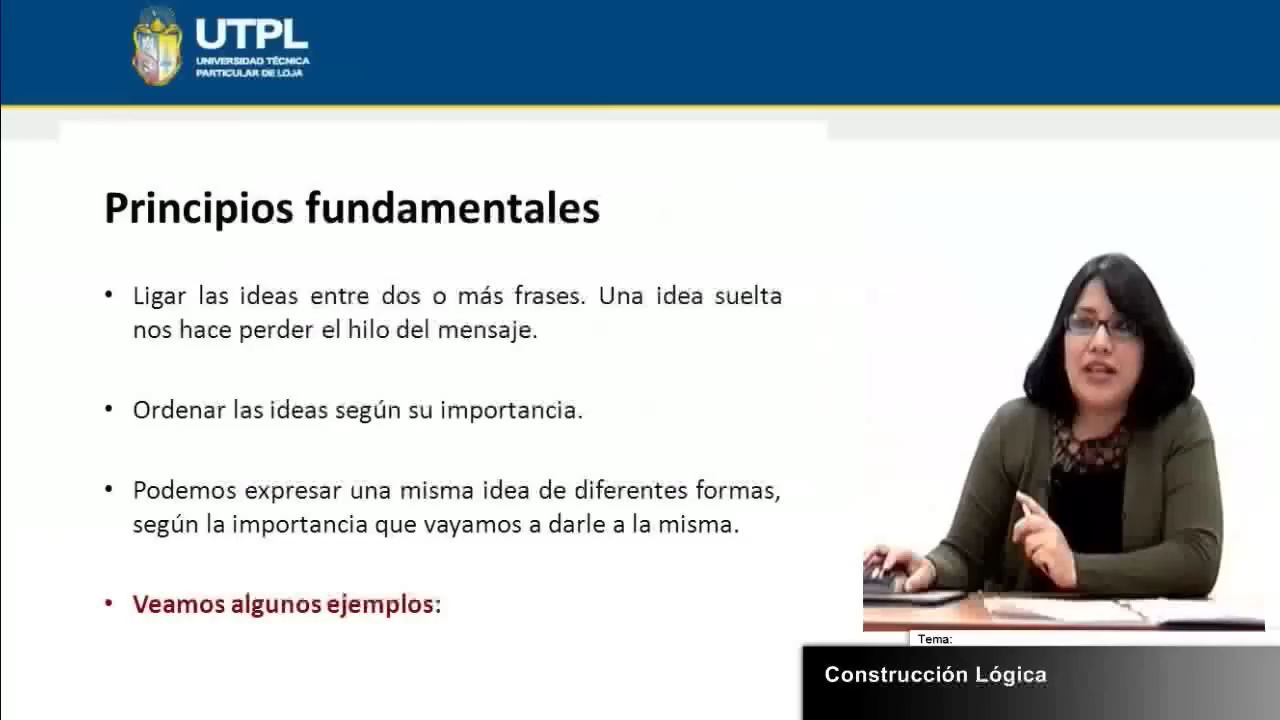 UTPL
UNIVERSIDAD TÉCNICA
PARTICULAR DE LOJA
Principios fundamentales
• Ligar las ideas entre dos o más frases. Una idea suelta
nos hace perder el hilo del mensaje.
• Ordenar las ideas según su importancia.
• Podemos expresar una misma idea de diferentes formas,
según la importancia que vayamos a darle a la misma.
• Veamos algunos ejemplos:
Tema:
Construcción Lógica